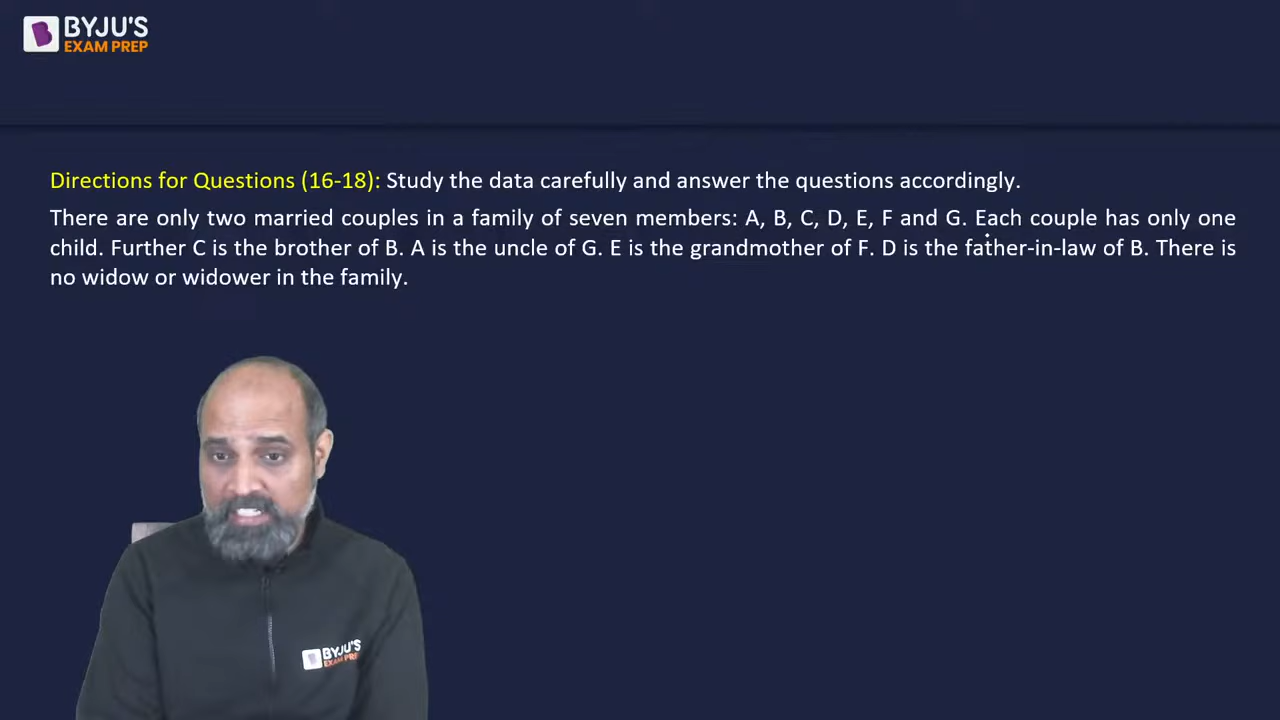 BYJU'S
EXAM PREP
Directions for Questions (16-18): Study the data carefully and answer the questions accordingly.
There are only two married couples in a family of seven members: A, B, C, D, E, F and G. Each couple has only one
child. Further C is the brother of B. A is the uncle of G. E is the grandmother of F. D is the father-in-law of B. There is
no widow or widower in the family.
BYJU'S
EXAM PREP